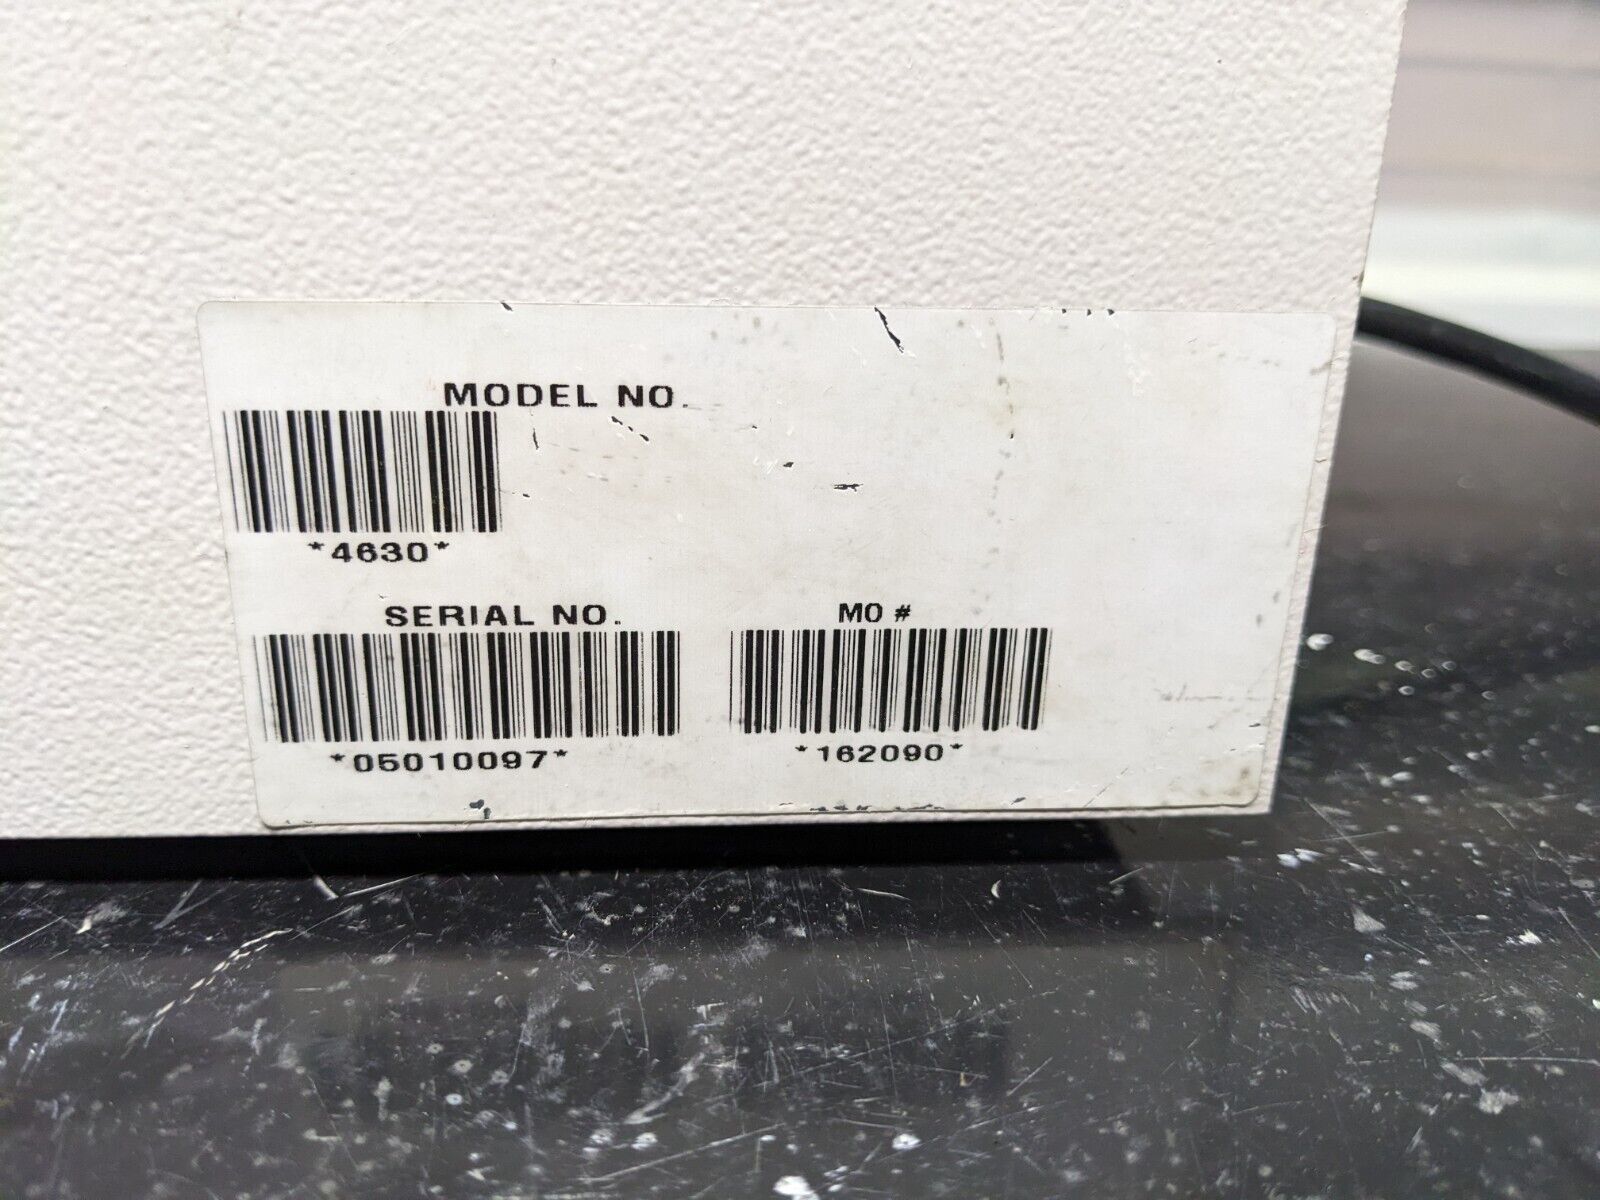 MODEL NO.
*4630*
SERIAL NO.
*05010097*
MO #
*162090*